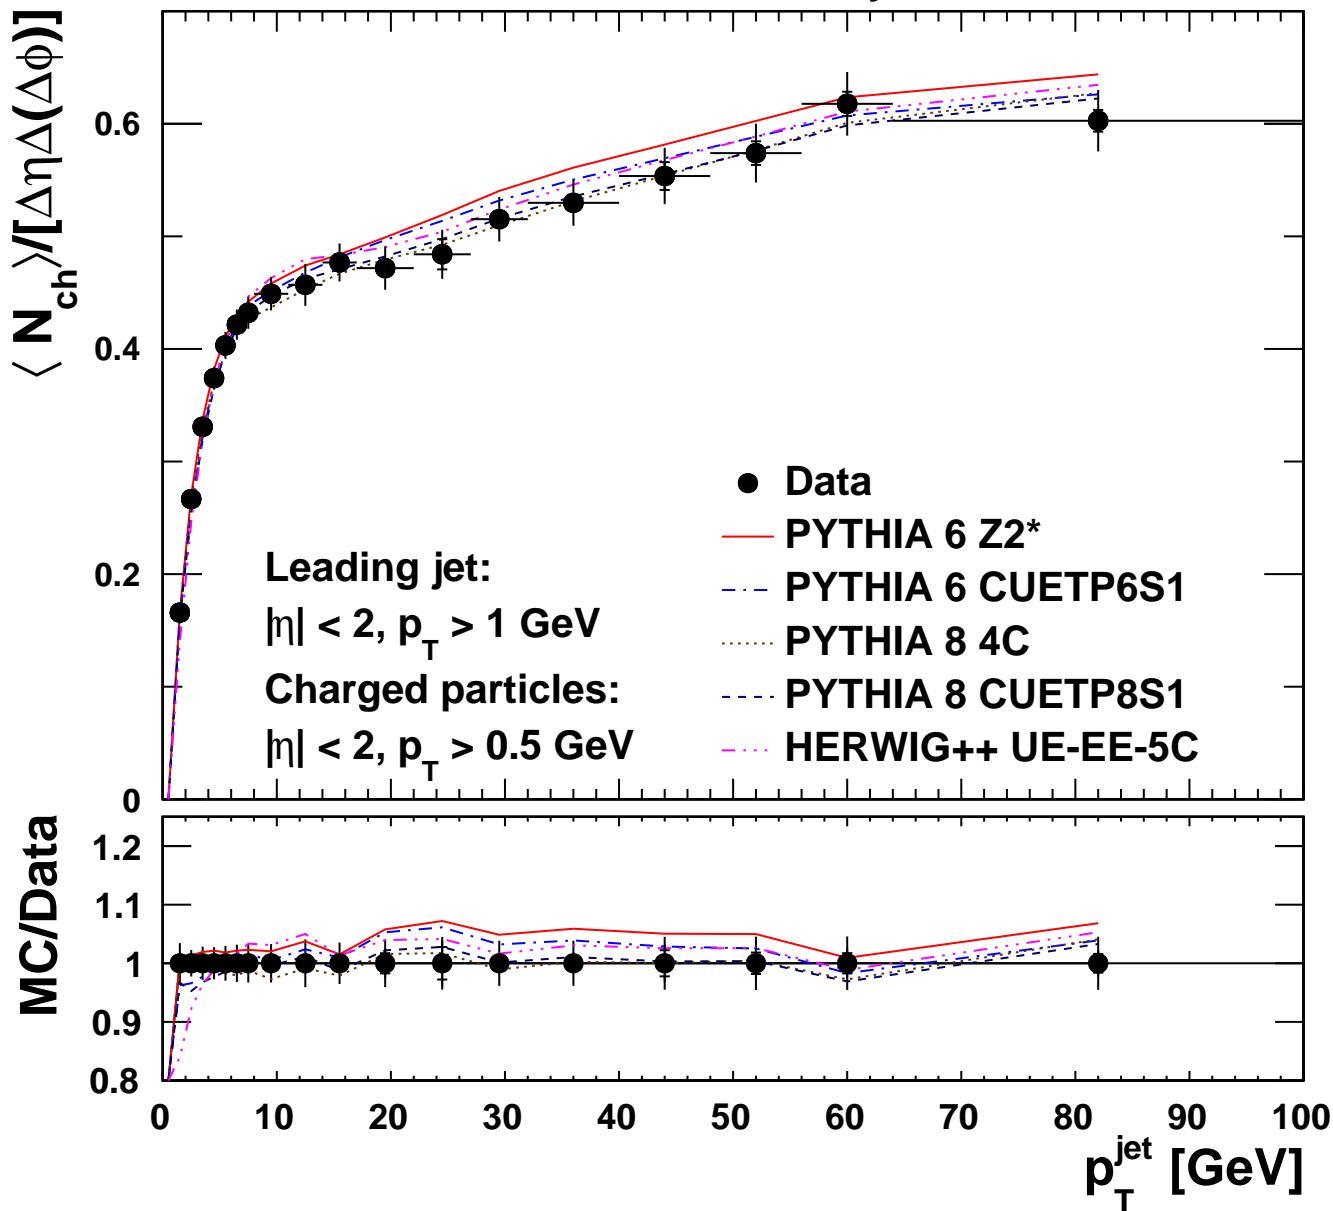 ⟨ N_ch ⟩/[ΔηΔ(Δϕ)]
0.6
0.4
0.2
0
Data
PYTHIA 6 Z2*
PYTHIA 6 CUETP6S1
PYTHIA 8 4C
PYTHIA 8 CUETP8S1
HERWIG++ UE-EE-5C
Leading jet:
|η| < 2, p_T > 1 GeV
Charged particles:
|η| < 2, p_T > 0.5 GeV
MC/Data
1.2
1.1
1
0.9
0.8
0 10 20 30 40 50 60 70 80 90 100
p_T^jet [GeV]